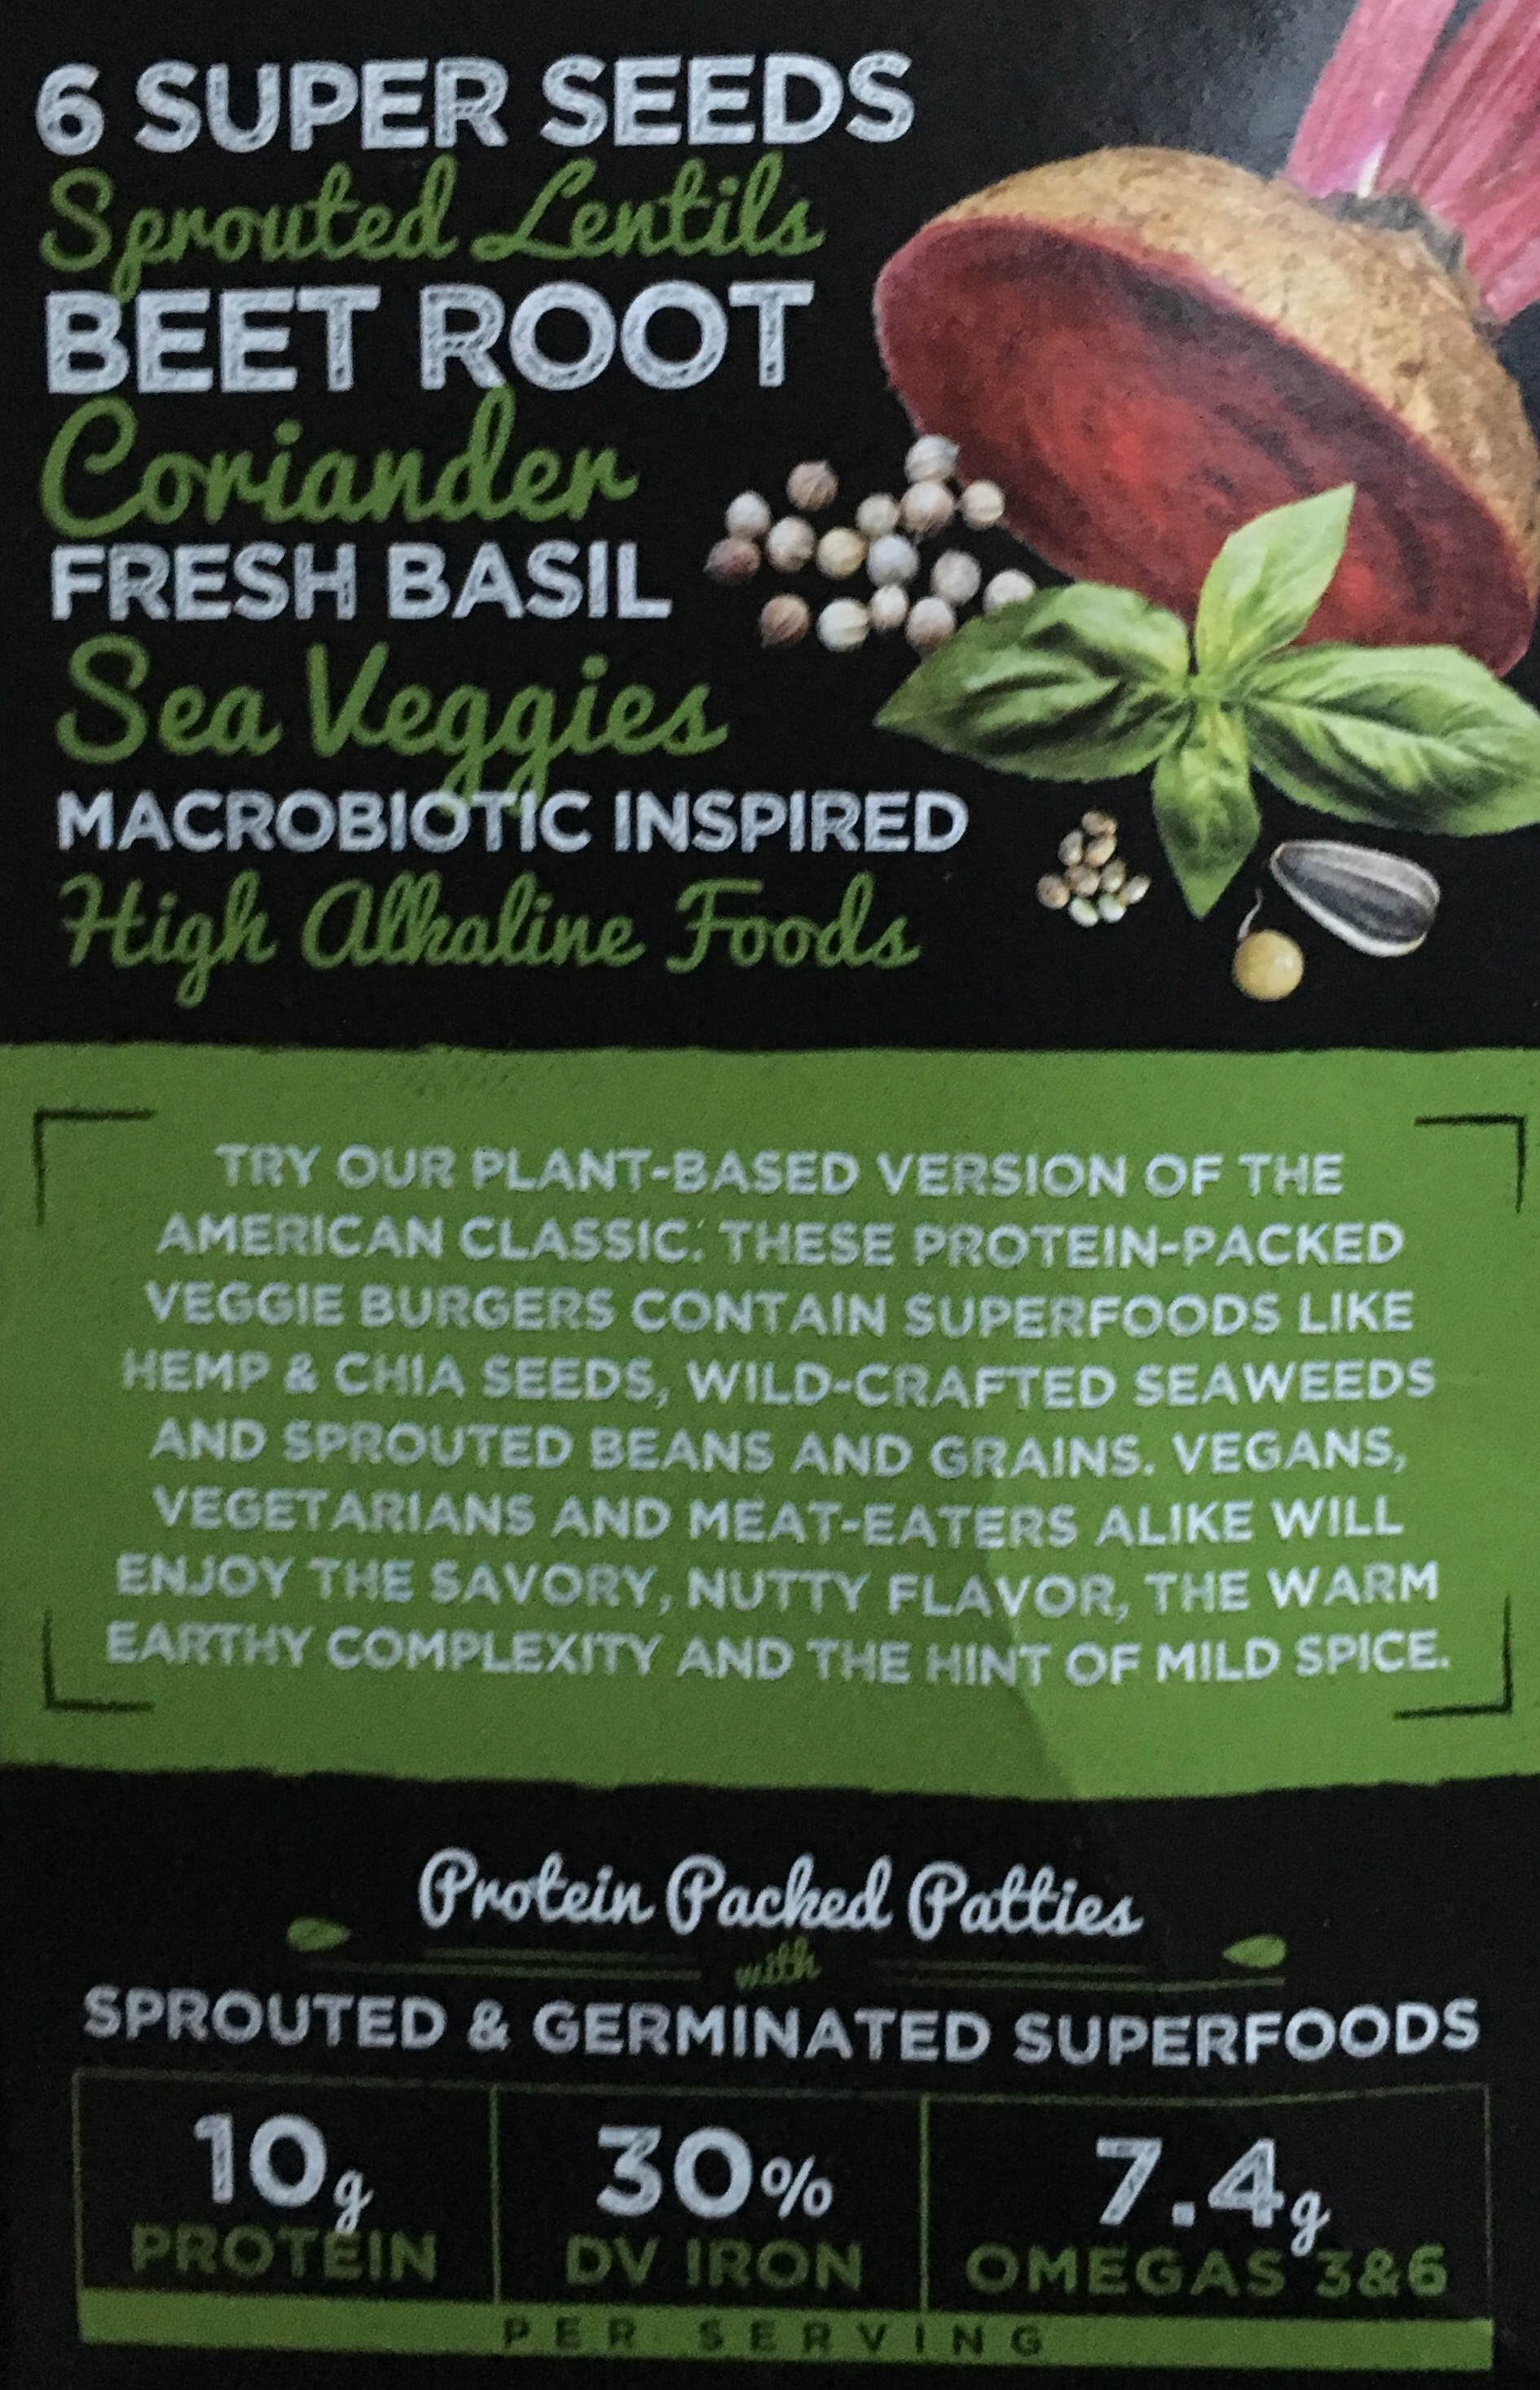 6 SUPER SEEDS
Sprouted Lentils
BEET ROOT
Coriander
FRESH BASIL
Sea Veggies
MACROBIOTIC INSPIRED
High Alkaline Foods
TRY OUR PLANT-BASED VERSION OF THE
AMERICAN CLASSIC. THESE PROTEIN-PACKED
VEGGIE BURGERS CONTAIN SUPERFOODS LIKE
HEMP & CHIA SEEDS, WILD-CRAFTED SEAWEEDS
AND SPROUTED BEANS AND GRAINS. VEGANS,
VEGETARIANS AND MEAT-EATERS ALIKE WILL
ENJOY THE SAVORY, NUTTY FLAVOR, THE WARM
EARTHY COMPLEXITY AND THE HINT OF MILD SPICE.
Protein Packed Patties
with
SPROUTED & GERMINATED SUPERFOODS
10g 30% 7.4g
PROTEIN DV IRON OMEGAS 3&6
PER SERVING